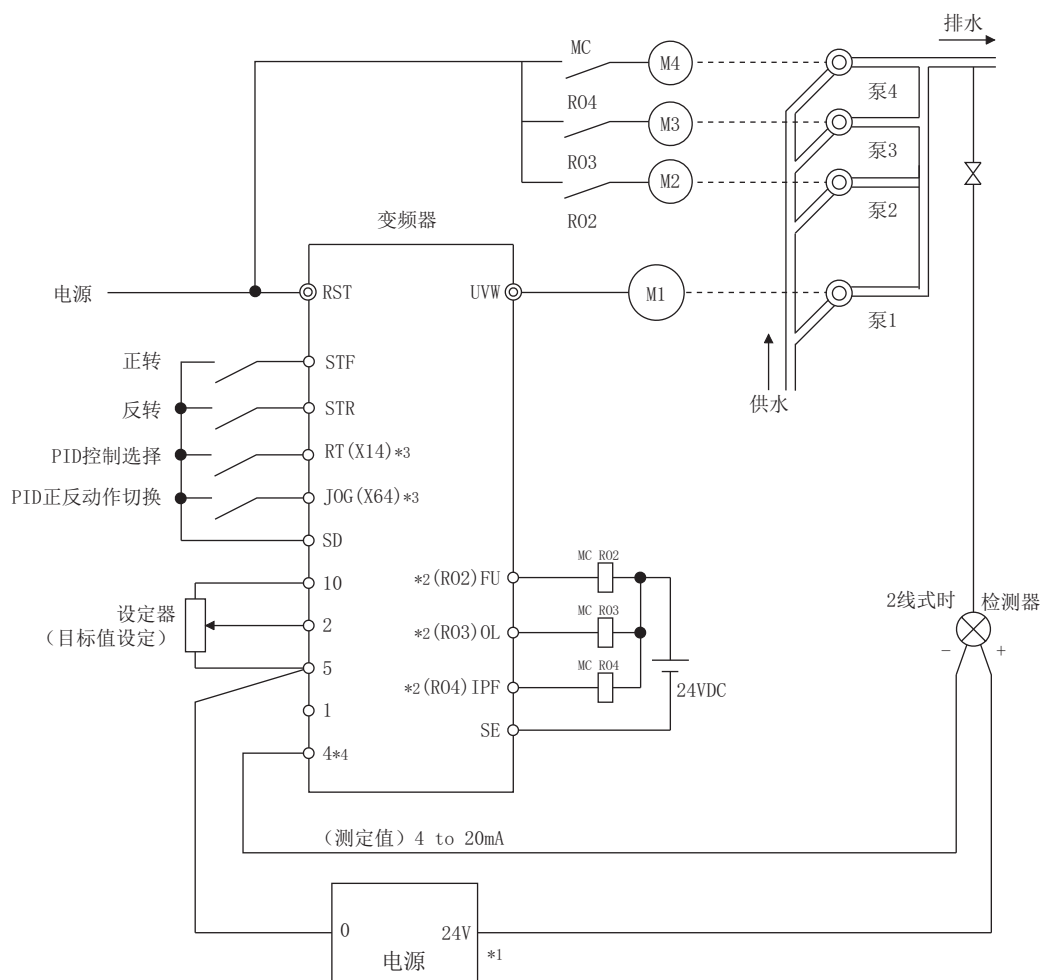 排水
MC
M4
泵4
RO4
M3
泵3
RO3
M2
泵2
RO2
变频器
电源
RST
UVW
M1
泵1
供水
正转
STF
反转
STR
PID控制选择
RT(X14)*3
PID正反动作切换
JOG(X64)*3
SD
10
设定器
(目标值设定)
2
5
1
4*4
*2(RO2)FU
MC RO2
*2(RO3)OL
MC RO3
*2(RO4)IPF
MC RO4
SE
24VDC
2线式时
检测器
-
+
(测定值)4 to 20mA
0
24V
*1
电源